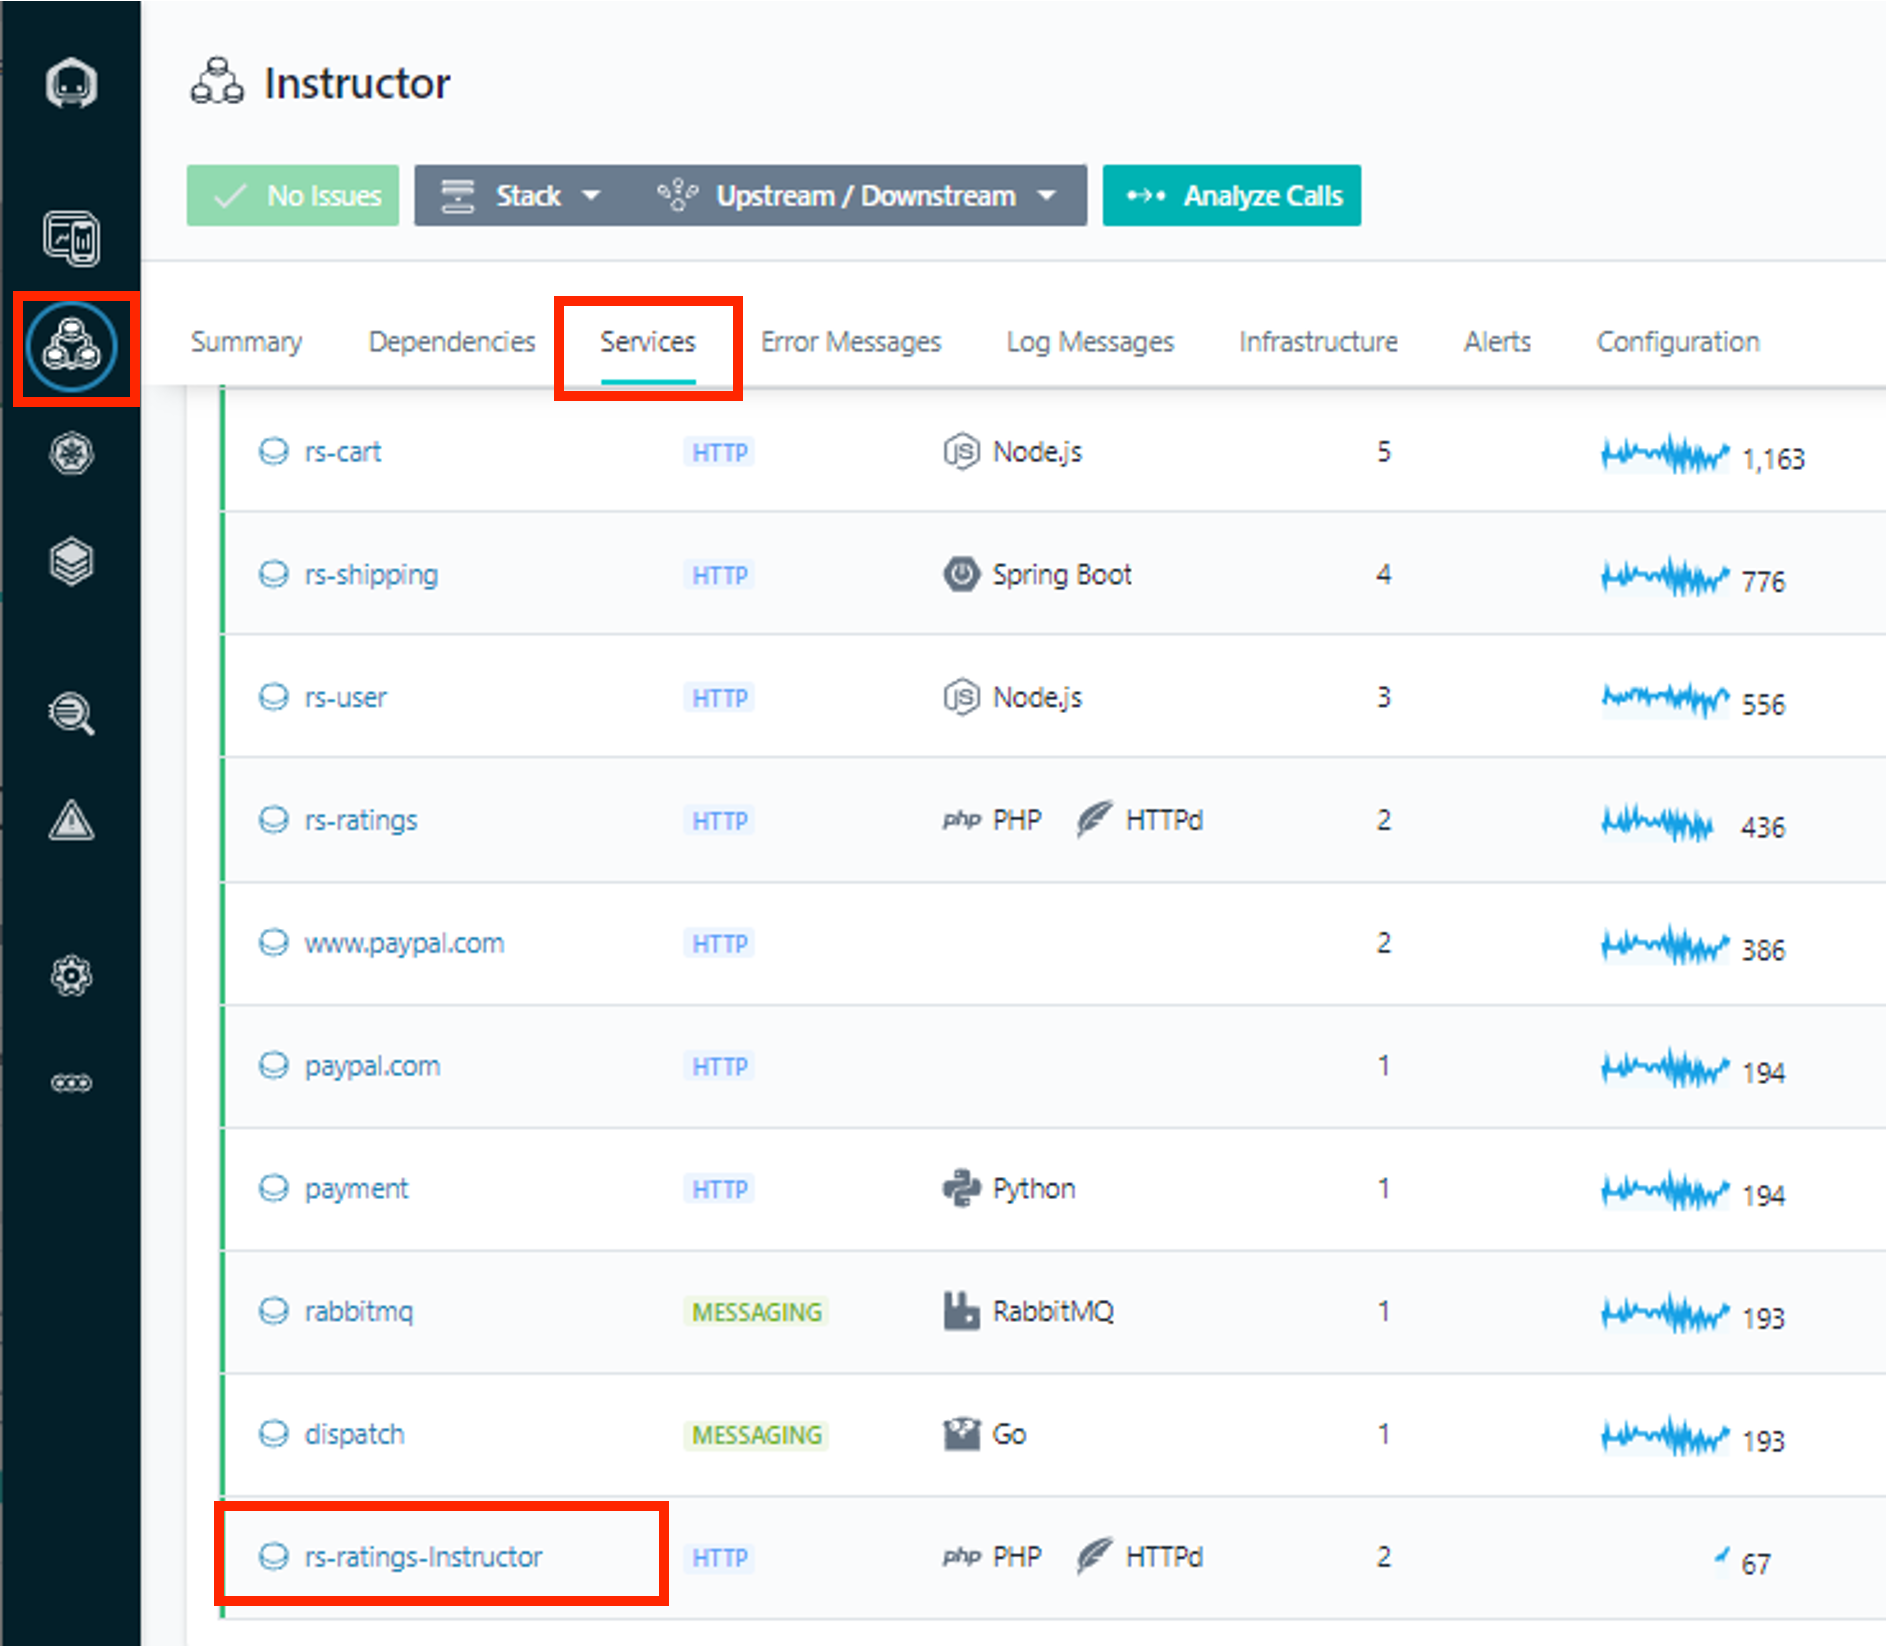 Instructor
No Issues Stack Upstream / Downstream Analyze Calls
Summary Dependencies Services Error Messages Log Messages Infrastructure Alerts Configuration
rs-cart HTTP JS Node.js 5 1,163
rs-shipping HTTP Spring Boot 4 776
rs-user HTTP JS Node.js 3 556
rs-ratings HTTP php PHP HTTPd 2 436
www.paypal.com HTTP 2 386
paypal.com HTTP 1 194
payment HTTP Python 1 194
rabbitmq MESSAGING RabbitMQ 1 193
dispatch MESSAGING Go 1 193
rs-ratings-Instructor HTTP php PHP HTTPd 2 67